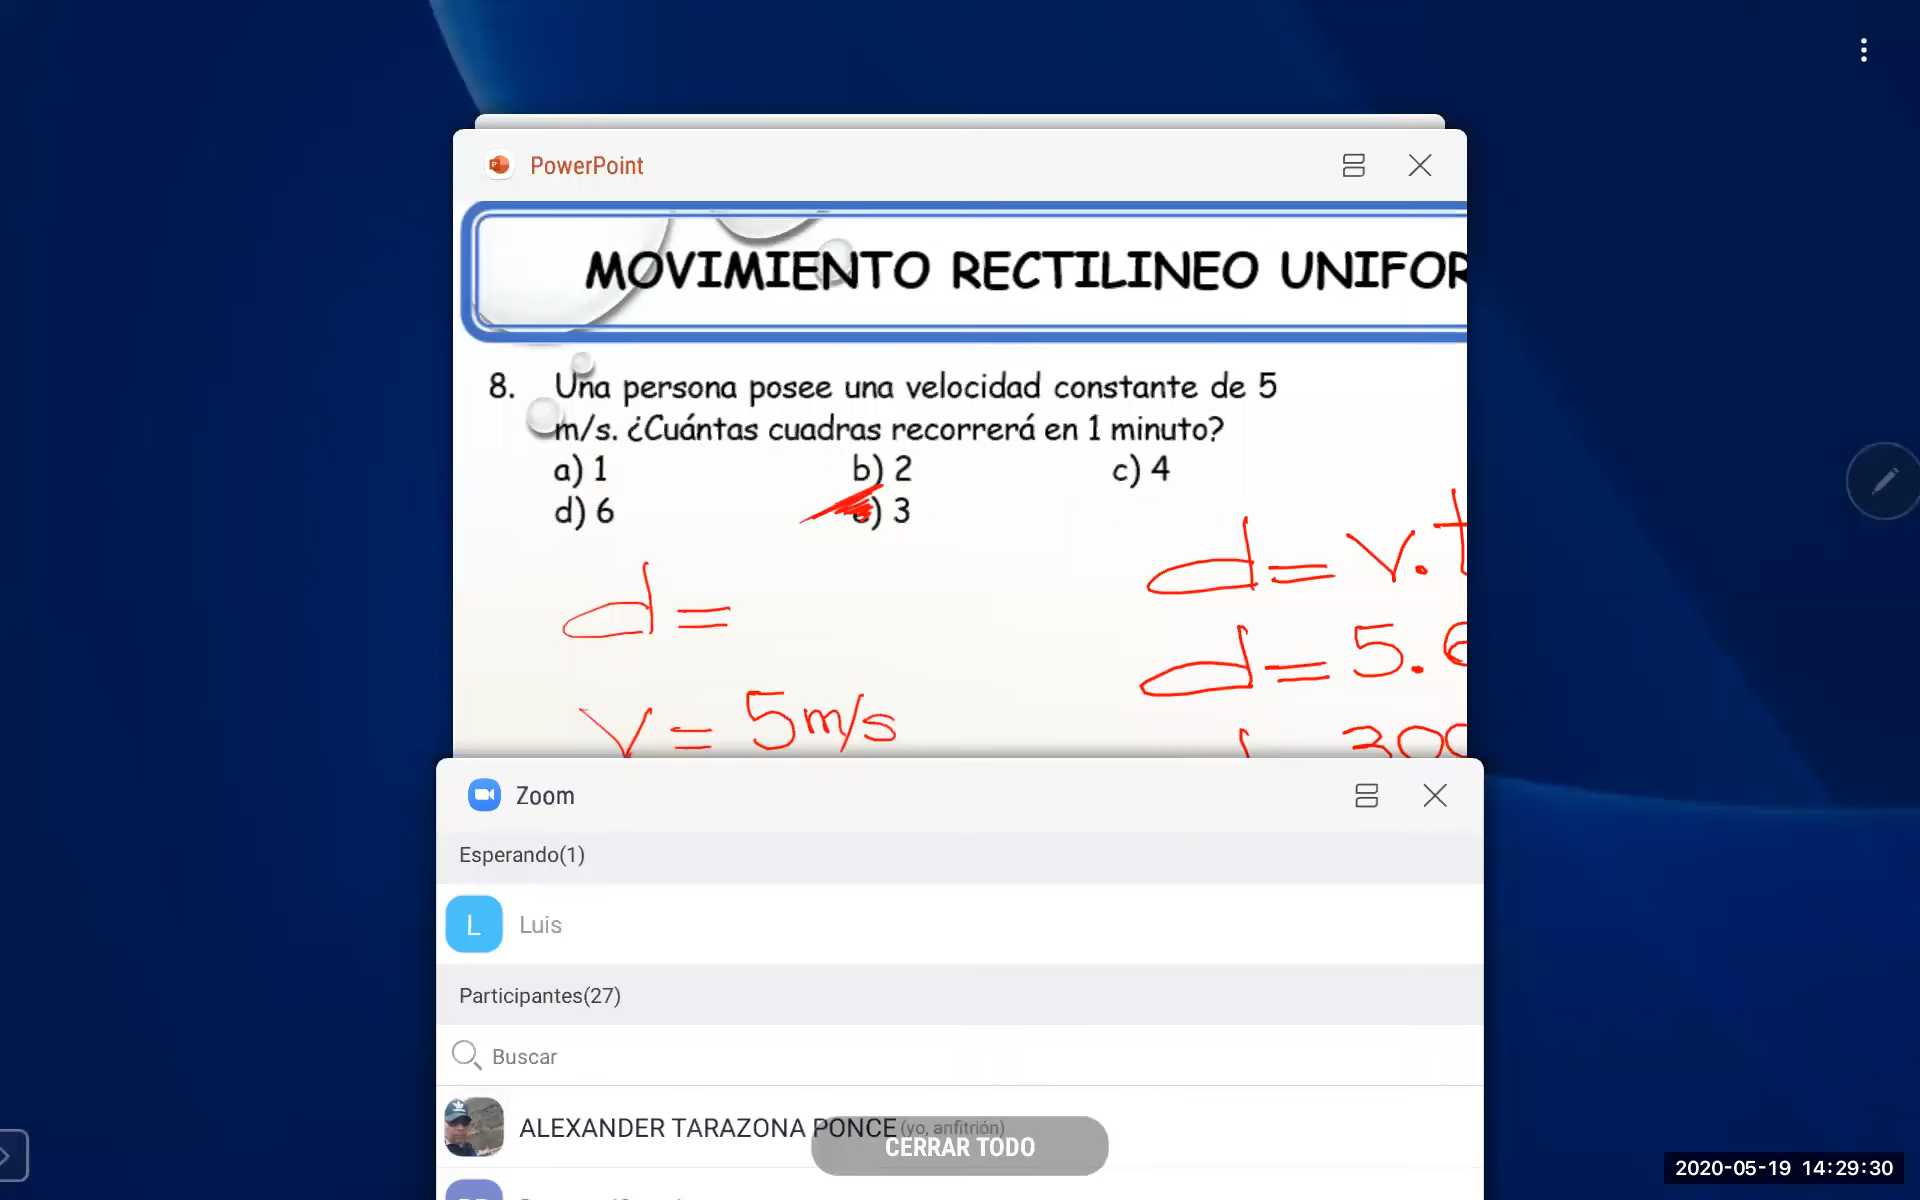 PowerPoint
MOVIMIENTO RECTILINEO UNIFOR
8. Una persona posee una velocidad constante de 5
m/s. ¿Cuántas cuadras recorrerá en 1 minuto?
a) 1 b) 2 c) 4
d) 6 e) 3
d = v.t
d =
d = 5.6
v = 5m/s
300
Zoom
Esperando(1)
L Luis
Participantes(27)
Buscar
ALEXANDER TARAZONA PONCE (yo, anfitrión)
CERRAR TODO
2020-05-19 14:29:30